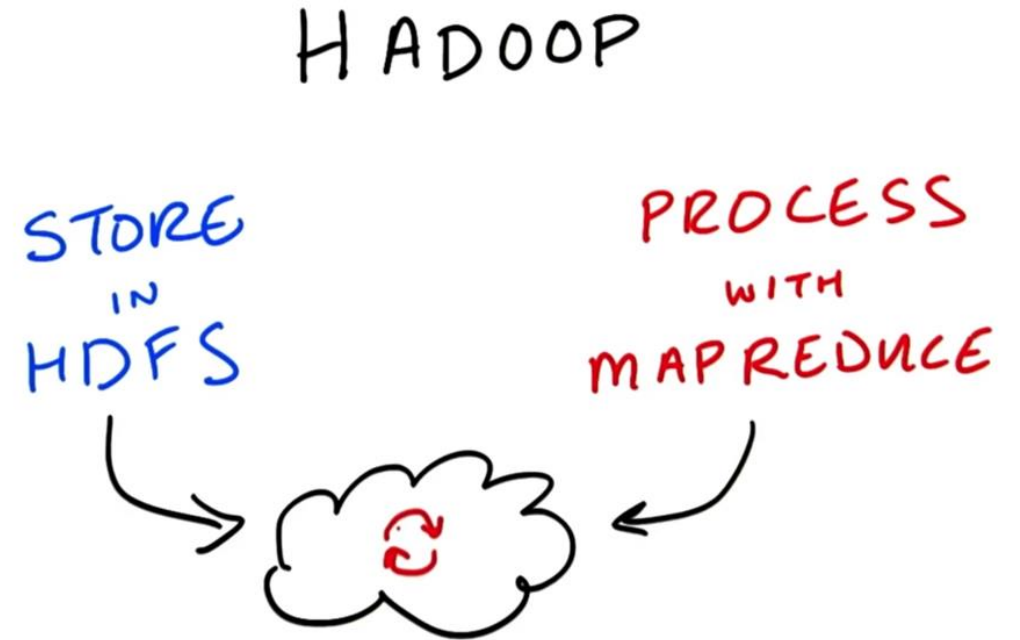 HADOOP
STORE
IN
HDFS
PROCESS
WITH
MAPREDUCE